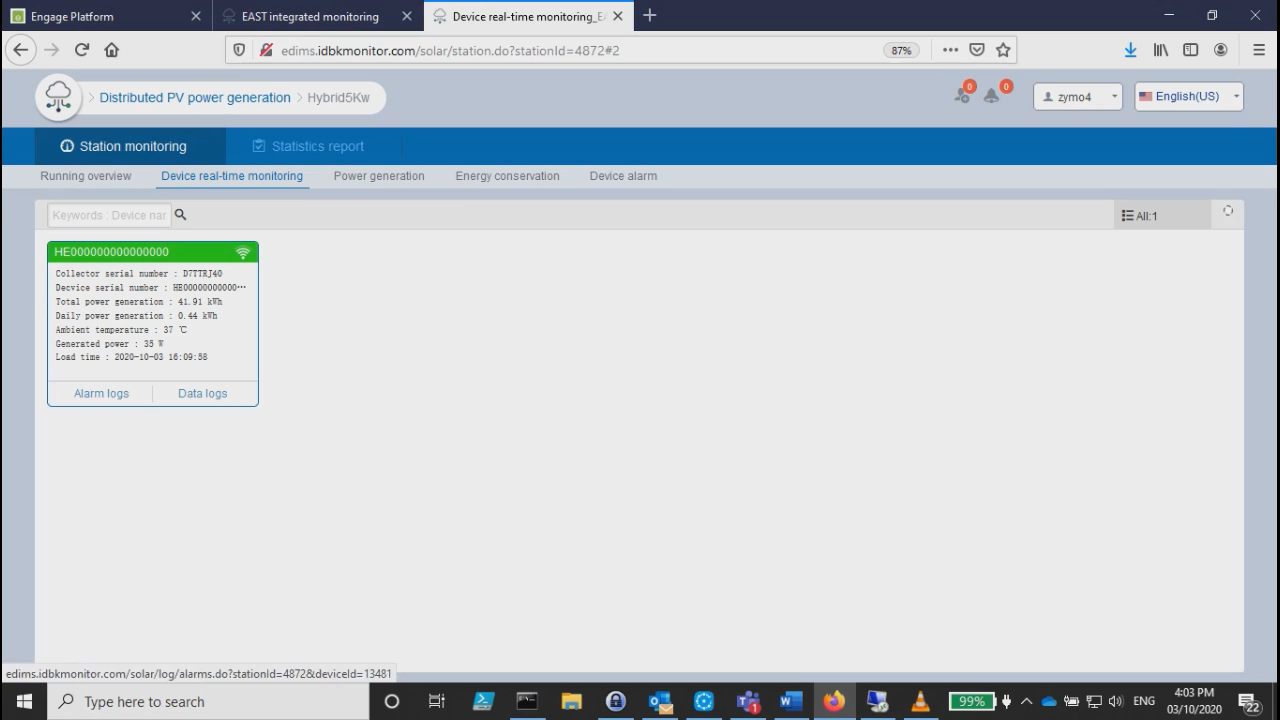 Engage Platform
EAST integrated monitoring
Device real-time monitoring_EA
edims.idbkmonitor.com/solar/station.do?stationId=4872#2
87%
Distributed PV power generation
Hybrid5Kw
0
0
zymo4
English(US)
Station monitoring
Statistics report
Running overview
Device real-time monitoring
Power generation
Energy conservation
Device alarm
Keywords : Device nar
All:1
HE000000000000000
Collector serial number : D7TTRJ40
Decvice serial number : HE00000000000···
Total power generation : 41.91 kWh
Daily power generation : 0.44 kWh
Ambient temperature : 37 ℃
Generated power : 35 W
Load time : 2020-10-03 16:09:58
Alarm logs
Data logs
edims.idbkmonitor.com/solar/log/alarms.do?stationId=4872&deviceId=13481
Type here to search
99%
ENG
4:03 PM
03/10/2020
22